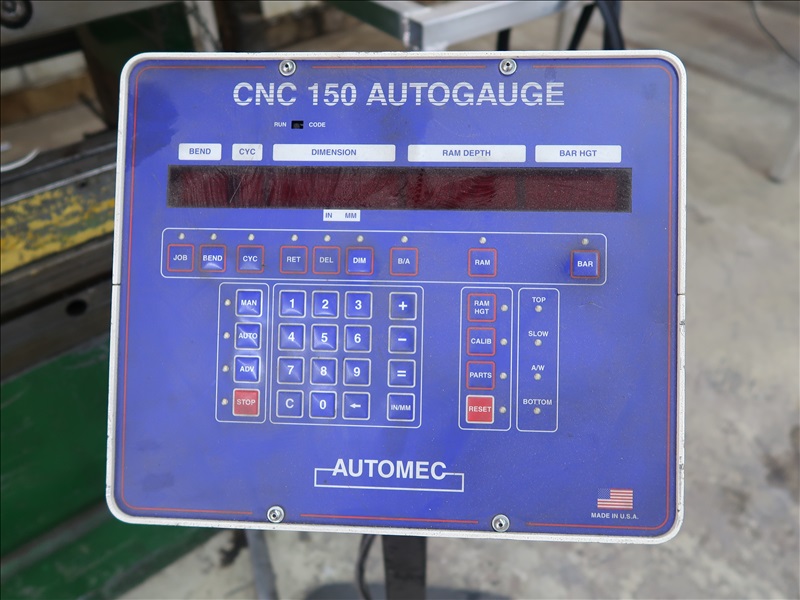 CNC 150 AUTOGAUGE
RUN CODE
BEND CYC DIMENSION RAM DEPTH BAR HGT
IN MM
JOB BEND CYC RET DEL DIM B/A RAM BAR
MAN 1 2 3 + RAM HGT TOP
AUTO 4 5 6 − CALIB SLOW
ADV 7 8 9 = PARTS A/W
STOP C 0 ← IN/MM RESET BOTTOM
AUTOMEC
MADE IN U.S.A.